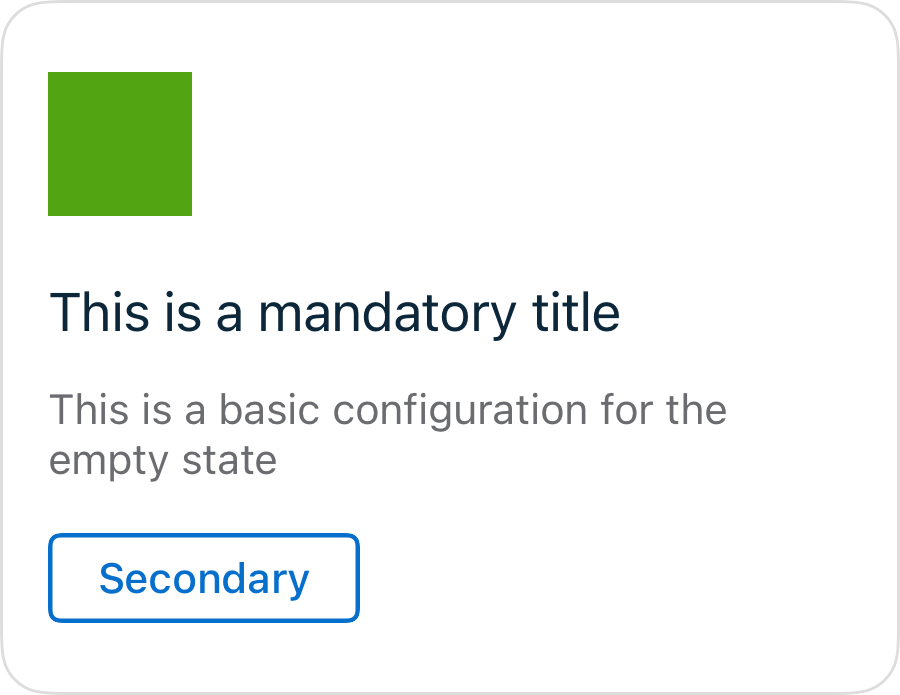 This is a mandatory title
This is a basic configuration for the
empty state
Secondary